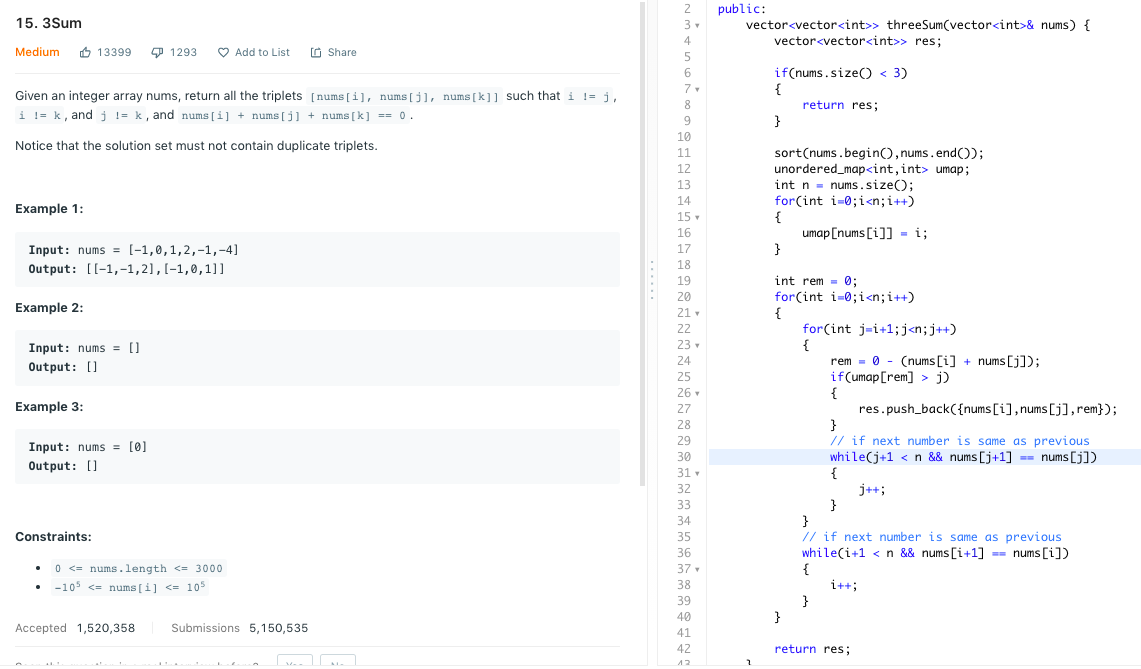 15. 3Sum
Medium 13399 1293 Add to List Share
Given an integer array nums, return all the triplets [nums[i], nums[j], nums[k]] such that i != j,
i != k, and j != k, and nums[i] + nums[j] + nums[k] == 0.
Notice that the solution set must not contain duplicate triplets.
Example 1:
Input: nums = [-1,0,1,2,-1,-4]
Output: [[-1,-1,2],[-1,0,1]]
Example 2:
Input: nums = []
Output: []
Example 3:
Input: nums = [0]
Output: []
Constraints:
• 0 <= nums.length <= 3000
• -10⁵ <= nums[i] <= 10⁵
Accepted 1,520,358 Submissions 5,150,535
2 public:
3 vector<vector<int>> threeSum(vector<int>& nums) {
4 vector<vector<int>> res;
5
6 if(nums.size() < 3)
7 {
8 return res;
9 }
10
11 sort(nums.begin(),nums.end());
12 unordered_map<int,int> umap;
13 int n = nums.size();
14 for(int i=0;i<n;i++)
15 {
16 umap[nums[i]] = i;
17 }
18
19 int rem = 0;
20 for(int i=0;i<n;i++)
21 {
22 for(int j=i+1;j<n;j++)
23 {
24 rem = 0 - (nums[i] + nums[j]);
25 if(umap[rem] > j)
26 {
27 res.push_back({nums[i],nums[j],rem});
28 }
29 // if next number is same as previous
30 while(j+1 < n && nums[j+1] == nums[j])
31 {
32 j++;
33 }
34 }
35 // if next number is same as previous
36 while(i+1 < n && nums[i+1] == nums[i])
37 {
38 i++;
39 }
40 }
41
42 return res;
43 }